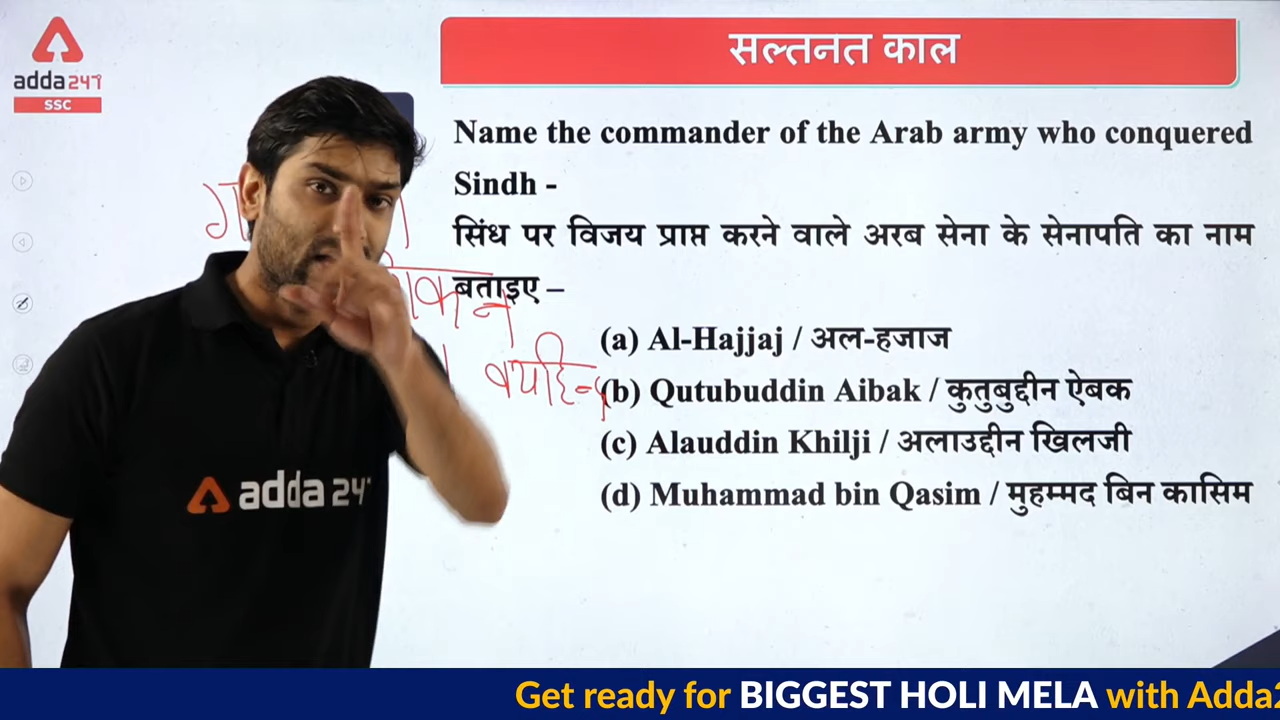 adda247
SSC
सल्तनत काल
Name the commander of the Arab army who conquered
Sindh -
सिंध पर विजय प्राप्त करने वाले अरब सेना के सेनापति का नाम
बताइए –
(a) Al-Hajjaj / अल-हजाज
(b) Qutubuddin Aibak / कुतुबुद्दीन ऐबक
(c) Alauddin Khilji / अलाउद्दीन खिलजी
(d) Muhammad bin Qasim / मुहम्मद बिन कासिम
adda 24
Get ready for BIGGEST HOLI MELA with Adda2